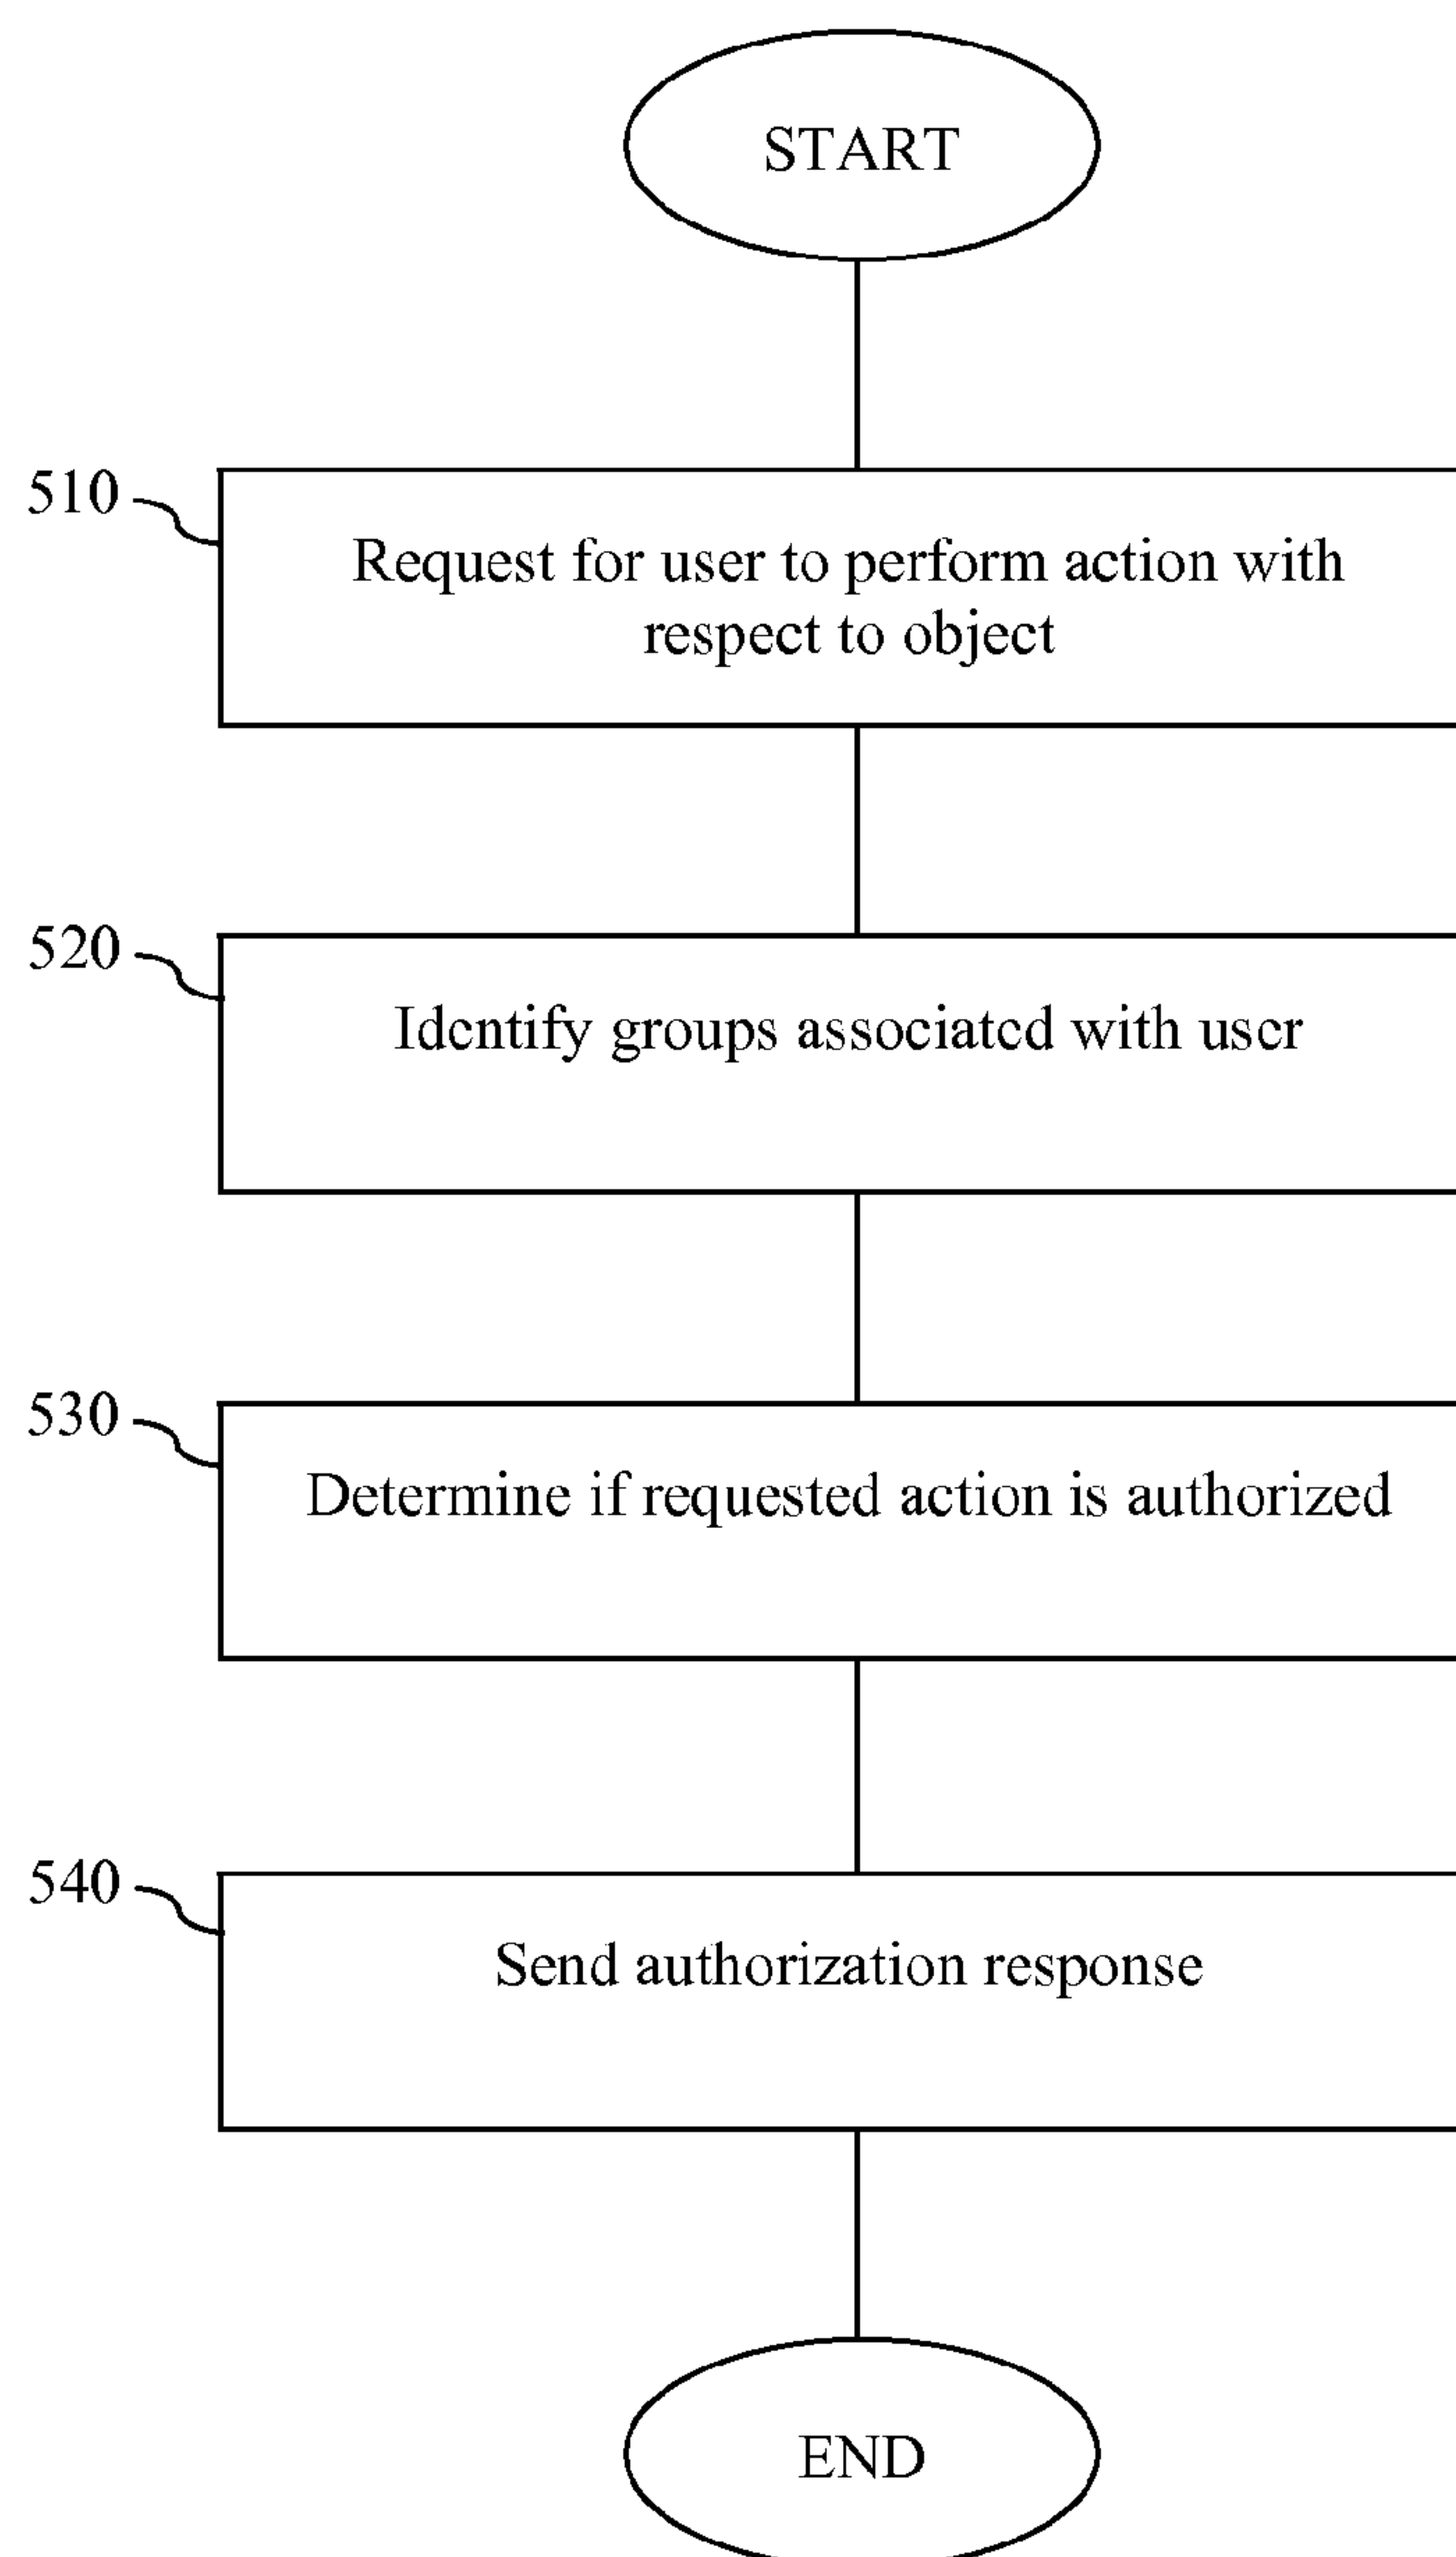 START
510
Request for user to perform action with
respect to object
520
Identify groups associated with user
530
Determine if requested action is authorized
540
Send authorization response
END